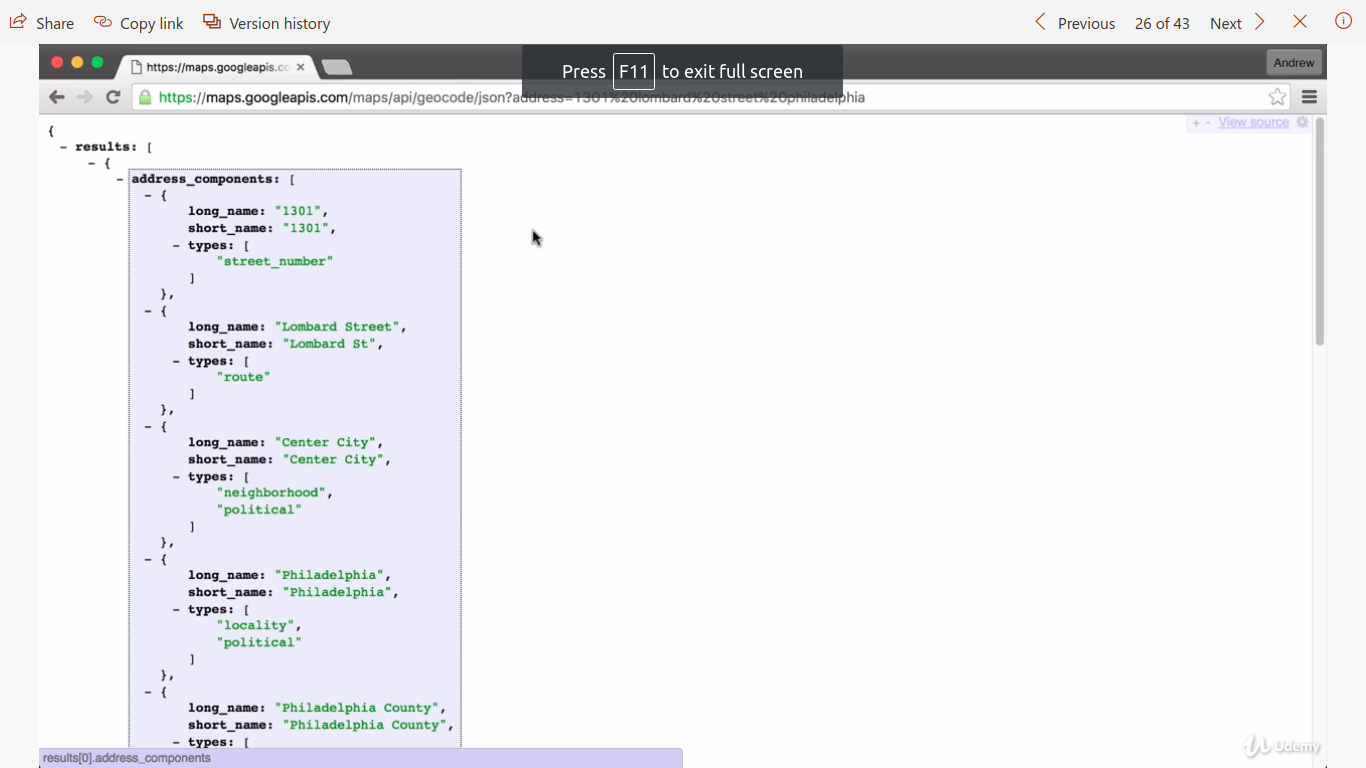 Share Copy link Version history Previous 26 of 43 Next
https://maps.googleapis.co Press F11 to exit full screen Andrew
https://maps.googleapis.com/maps/api/geocode/json?address=1301%20lombard%20street%20philadelphia
+ - View source
{
- results: [
- {
- address_components: [
- {
long_name: "1301",
short_name: "1301",
- types: [
"street_number"
]
},
- {
long_name: "Lombard Street",
short_name: "Lombard St",
- types: [
"route"
]
},
- {
long_name: "Center City",
short_name: "Center City",
- types: [
"neighborhood",
"political"
]
},
- {
long_name: "Philadelphia",
short_name: "Philadelphia",
- types: [
"locality",
"political"
]
},
- {
long_name: "Philadelphia County",
short_name: "Philadelphia County",
- types: [
results[0].address_components
Udemy